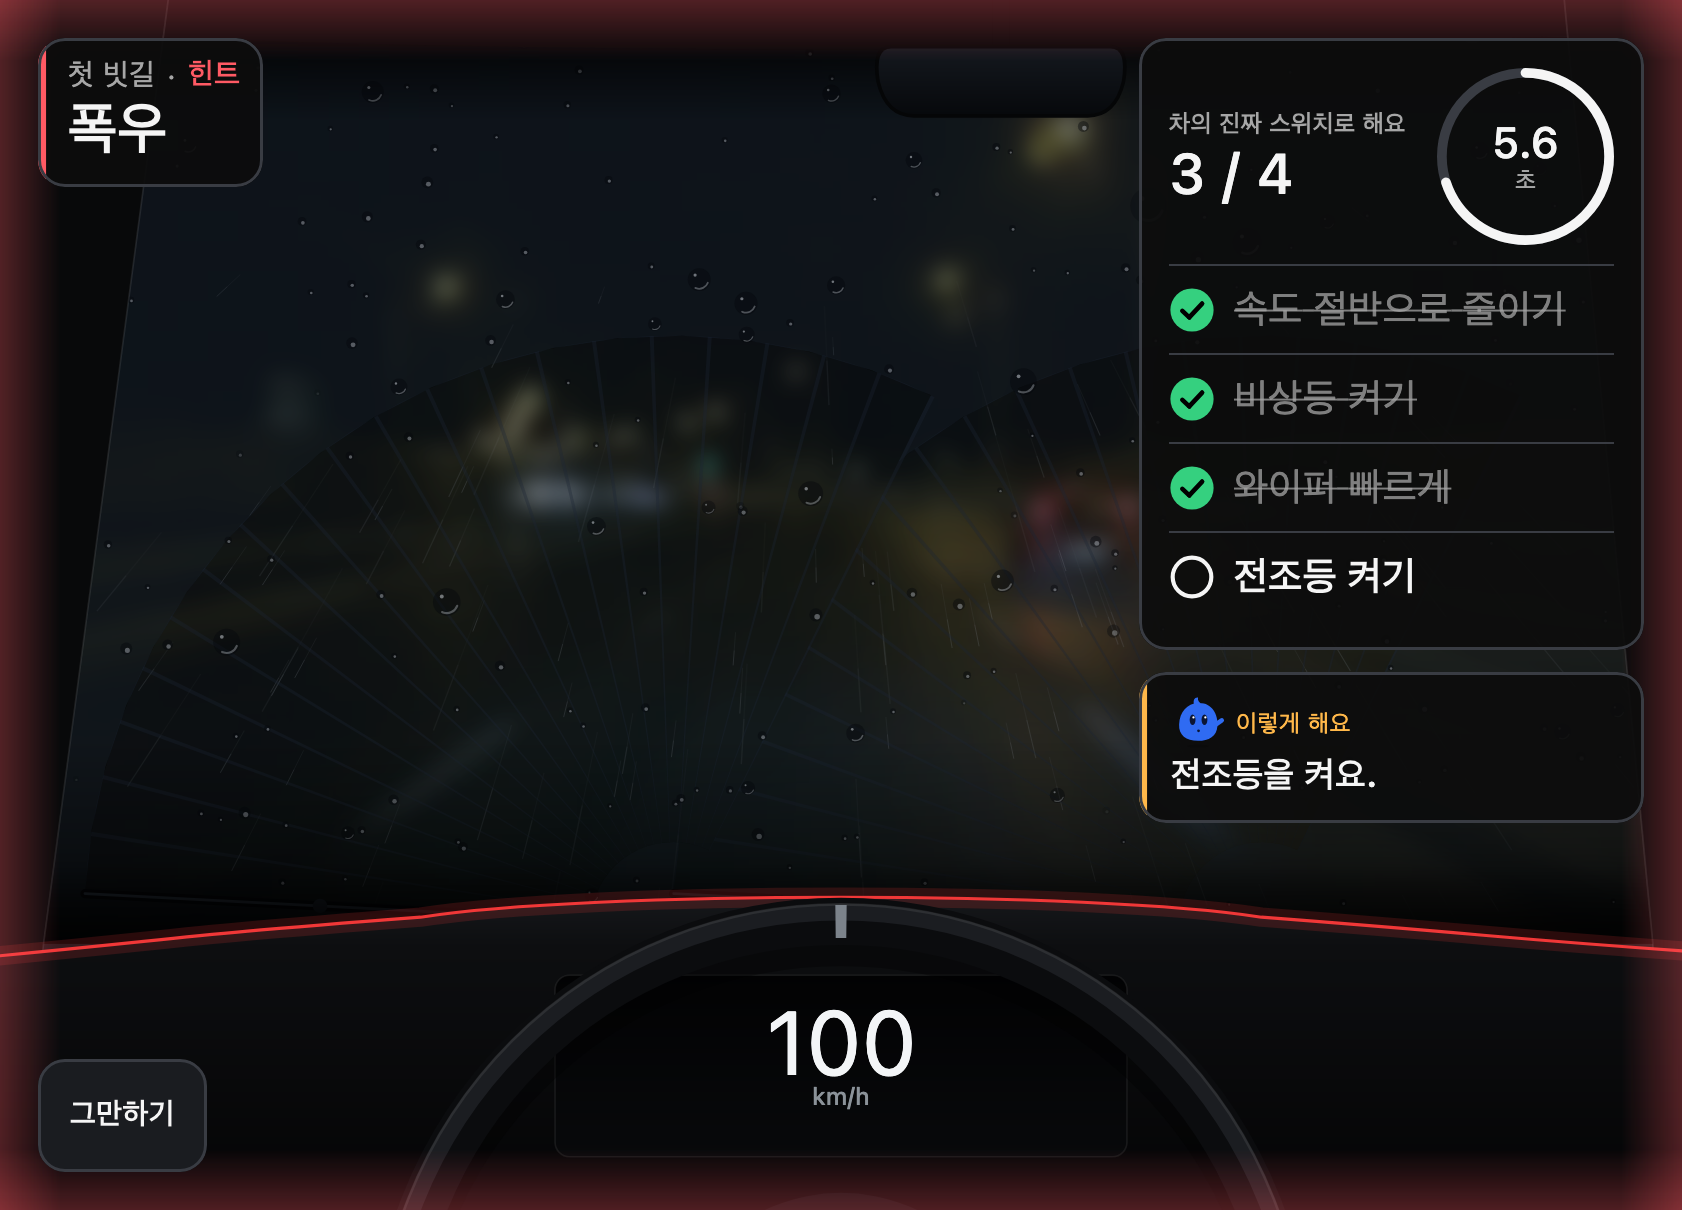 첫 빗길 · 힌트
폭우
차의 진짜 스위치로 해요
3 / 4
5.6
초
속도 절반으로 줄이기
비상등 켜기
와이퍼 빠르게
전조등 켜기
이렇게 해요
전조등을 켜요.
100
km/h
그만하기